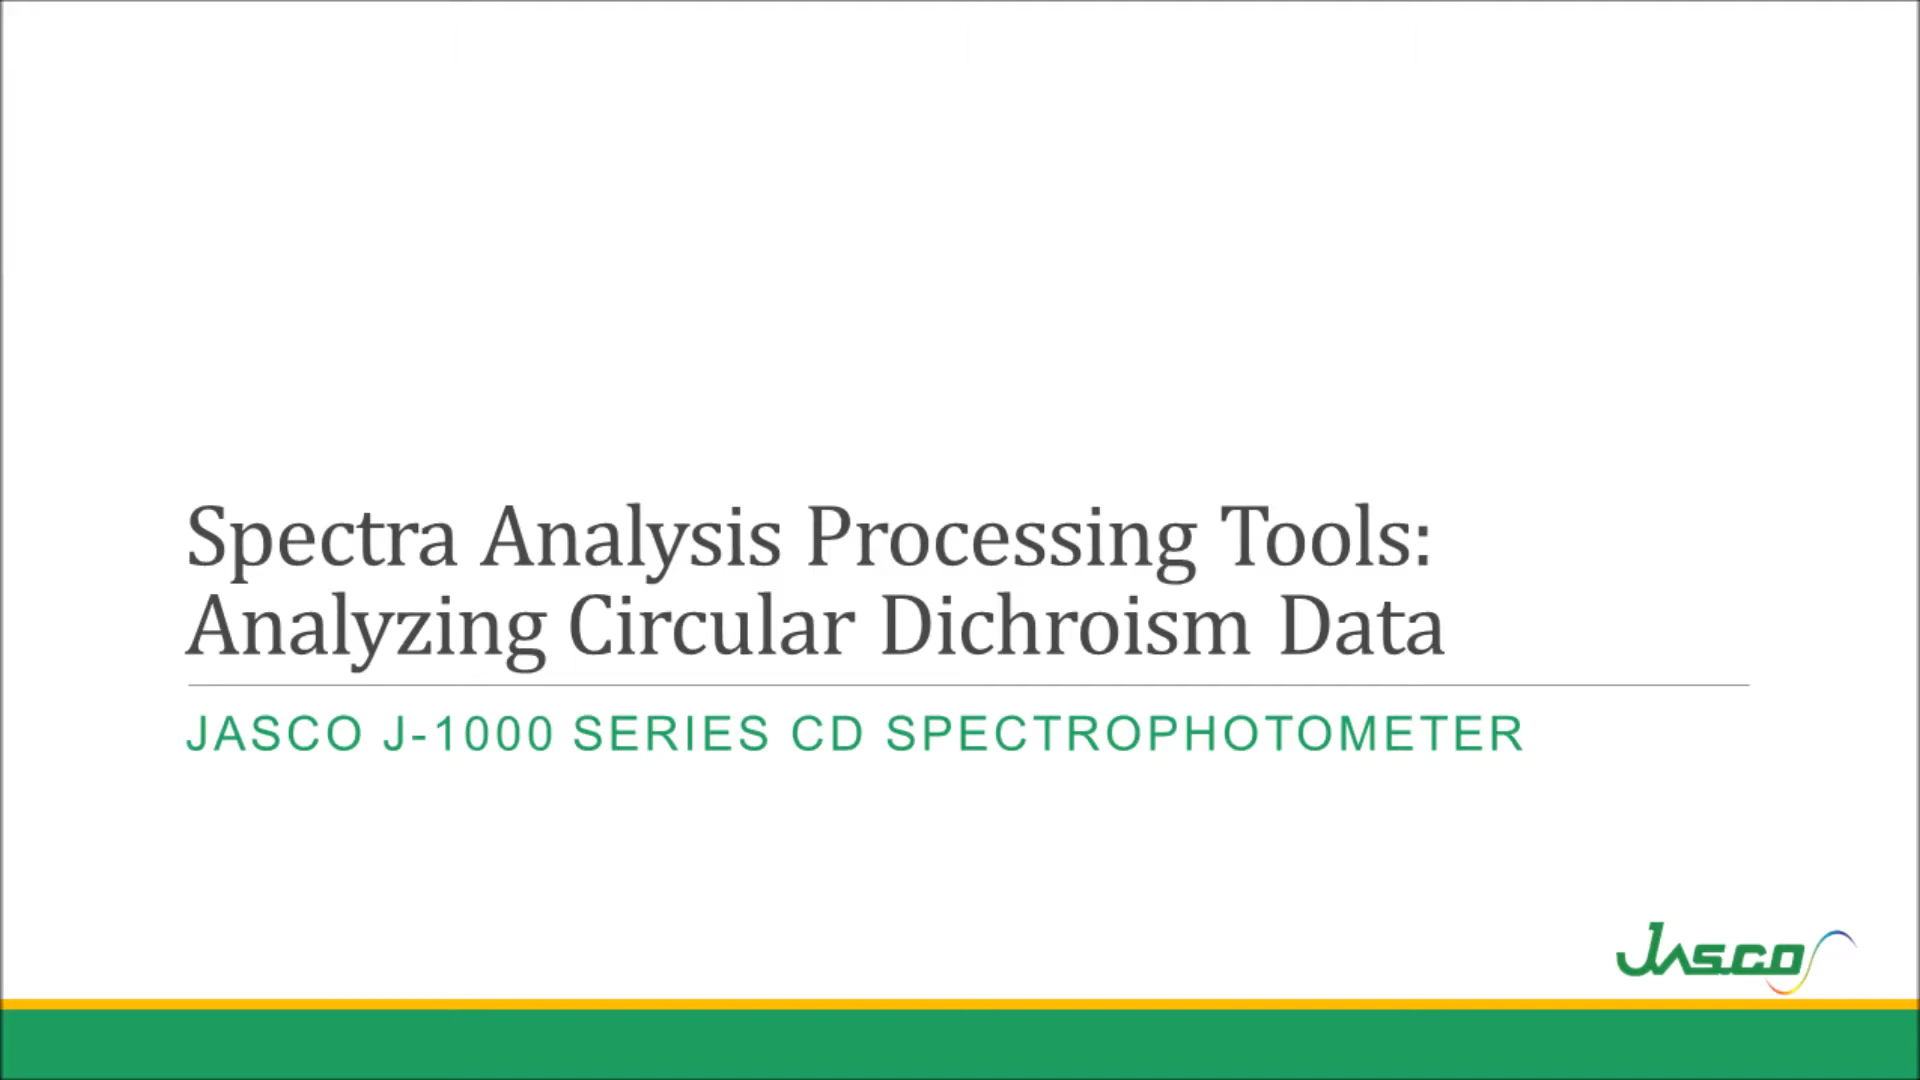 Spectra Analysis Processing Tools:
Analyzing Circular Dichroism Data
JASCO J-1000 SERIES CD SPECTROPHOTOMETER
Jasco